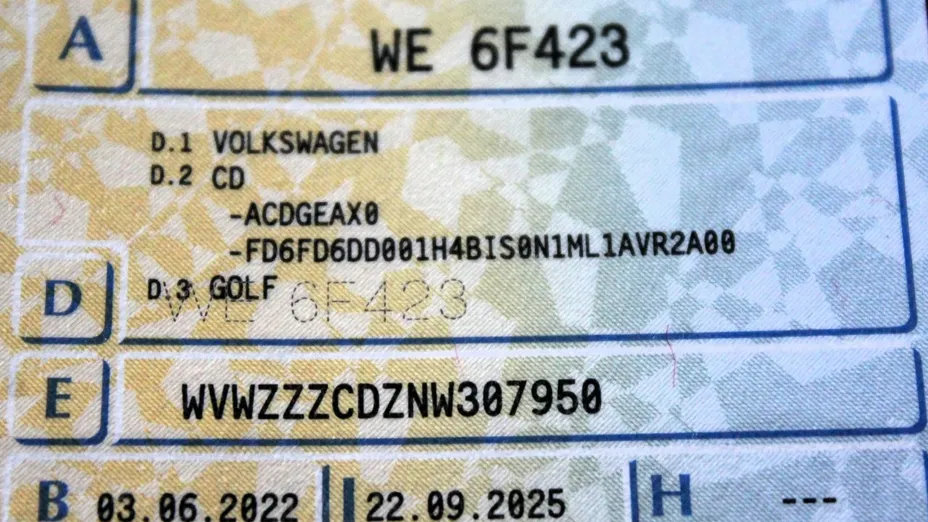 A WE 6F423
D.1 VOLKSWAGEN
D.2 CD
-ACDGEAX0
-FD6FD6DD001H4BIS0N1ML1AVR2A00
D D.3 GOLF
WE 6F423
E WVWZZZCDZNW307950
B 03.06.2022 I 22.09.2025 H ---